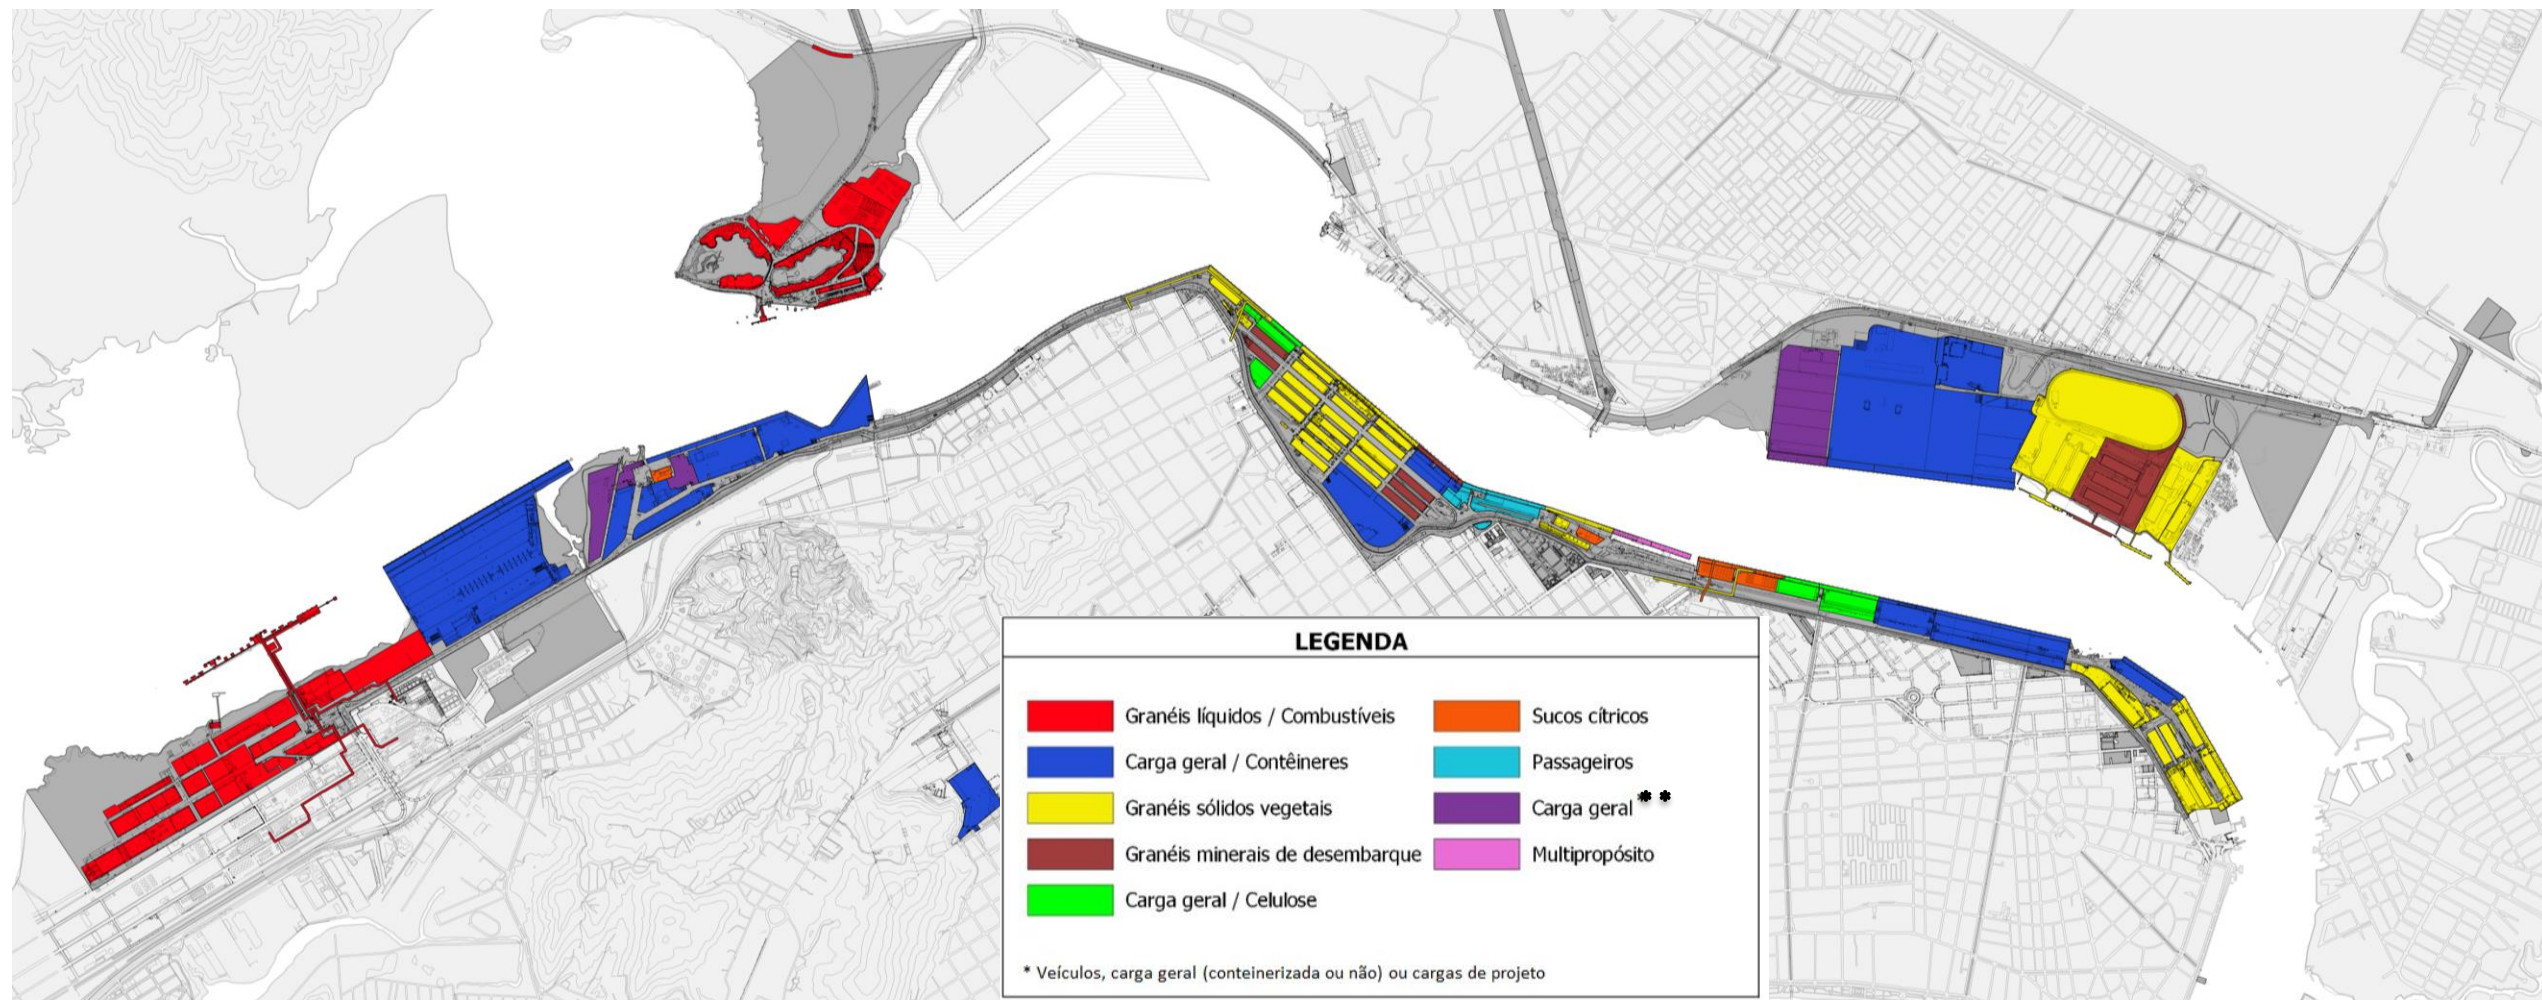 LEGENDA
Granéis líquidos / Combustíveis
Carga geral / Contêineres
Granéis sólidos vegetais
Granéis minerais de desembarque
Carga geral / Celulose
Sucos cítricos
Passageiros
Carga geral **
Multipropósito
* Veículos, carga geral (conteinerizada ou não) ou cargas de projeto